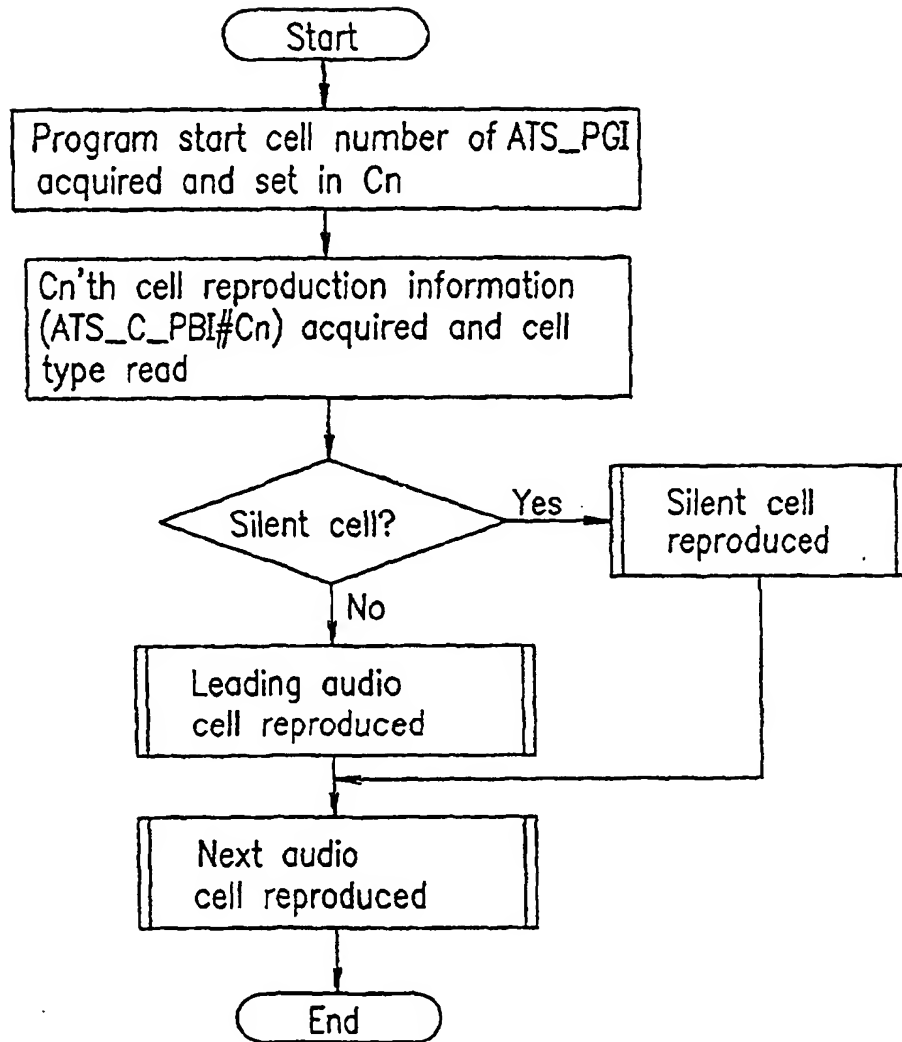 Start
Program start cell number of ATS_PGI
acquired and set in Cn
Cn'th cell reproduction information
(ATS_C_PBI#Cn) acquired and cell
type read
Silent cell?
Yes
Silent cell
reproduced
No
Leading audio
cell reproduced
Next audio
cell reproduced
End